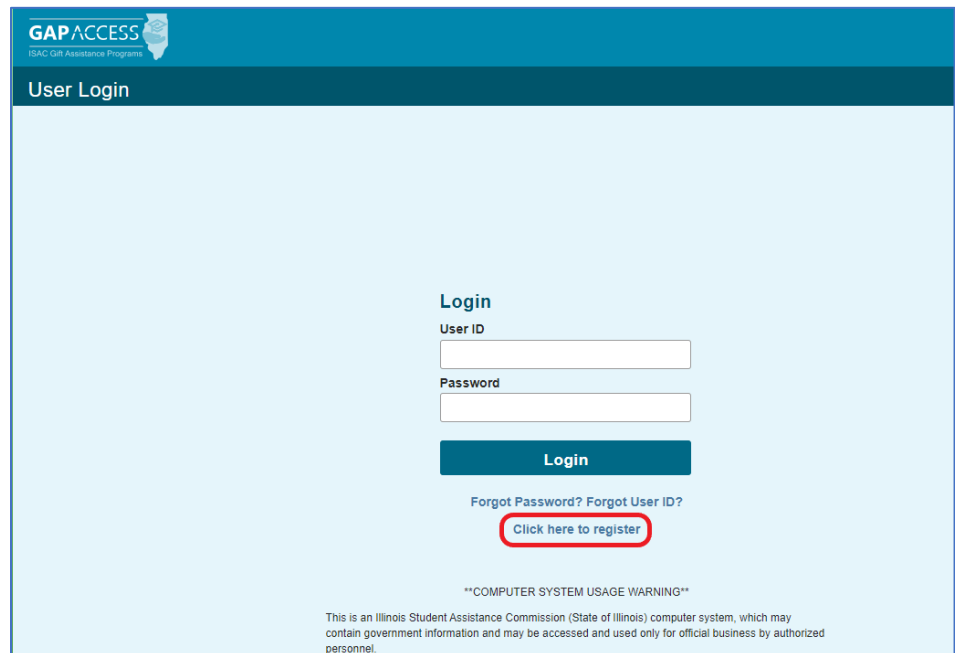 GAPACCESS
ISAC Gift Assistance Programs
User Login
Login
User ID
Password
Login
Forgot Password? Forgot User ID?
Click here to register
**COMPUTER SYSTEM USAGE WARNING**
This is an Illinois Student Assistance Commission (State of Illinois) computer system, which may
contain government information and may be accessed and used only for official business by authorized
personnel.